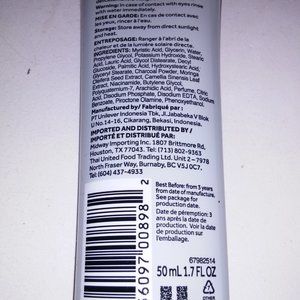 Warning: In case of contact with eyes rinse
with water.
MISE EN GARDE: En cas de contact avec
les yeux, rincer à l'eau.
Storage: Store away from direct sunlight
and heat.
ENTREPOSAGE: Ranger à l'abri de la
chaleur et de la lumière solaire directe.
INGREDIENTS: Myristic Acid, Glycerin, Water,
Propylene Glycol, Potassium Hydroxide, Stearic
Acid, Lauric Acid, Glycol Distearate, Decyl
Glucoside, Palmitic Acid, Hydroxystearic Acid,
Glyceryl Stearate, Charcoal Powder, Moringa
Oleifera Seed Extract, Camellia Sinensis Leaf
Extract, Niacinamide, Butylene Glycol,
Polyquaternium-7, Arachidic Acid, Perfume, Citric
Acid, Disodium Phosphate, Disodium EDTA, Sodium
Piroctone Olamine, Phenoxyethanol.
Manufactured by/ Fabriqué par:
PT Unilever Indonesia Tbk, Jl.Jababeka V Blok
U No.14-16, Cikarang, Bekasi, Indonesia.
IMPORTED AND DISTRIBUTED BY/
IMPORTÉ ET DISTRIBUÉ PAR:
Midway Importing Inc. 1807 Brittmore Rd,
Houston, TX 77043. Tel: (713) 802-9363
Thai United Food Trading Ltd. Unit 2 - 7978
North Fraser Way, Burnaby, BC V5J 0C7.
Tel: (604) 437-4933
Best Before: from 3 years
from date of manufacture.
See package for
production date.
Date de péremption: 3
ans après la date de
production. Voir sur
l'emballage.
67982514
50 mL 1.7 FL OZ
6097 00898 2
OTHER